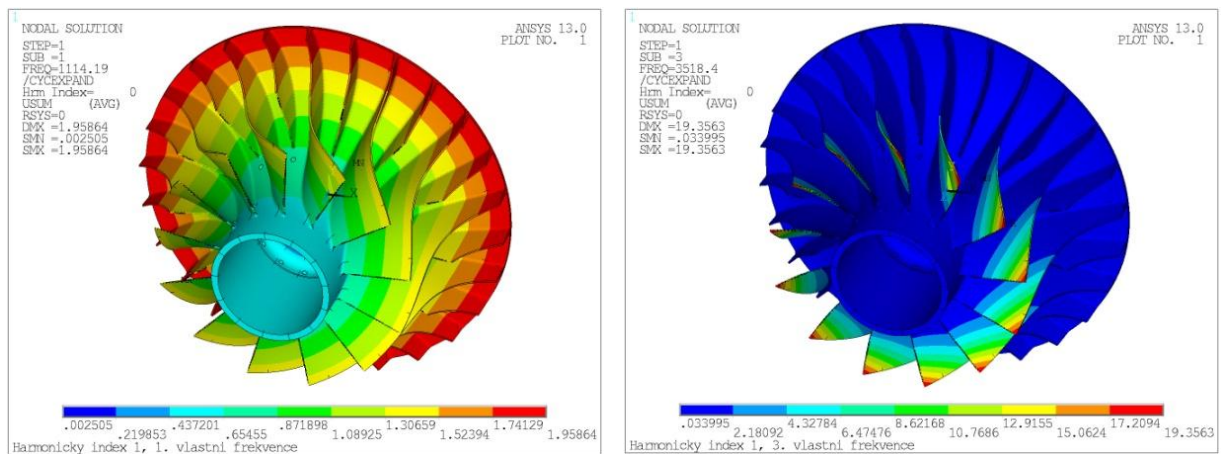 1
NODAL SOLUTION
STEP=1
SUB =1
FREQ=1114.19
/CYCEXPAND
Hrm Index= 0
USUM (AVG)
RSYS=0
DMX =1.95864
SMN =.002505
SMX =1.95864
ANSYS 13.0
PLOT NO. 1
MN
.002505 .219853 .437201 .65455 .871898 1.08925 1.30659 1.52394 1.74129 1.95864
Harmonicky index 1, 1. vlastni frekvence
1
NODAL SOLUTION
STEP=1
SUB =3
FREQ=3518.4
/CYCEXPAND
Hrm Index= 0
USUM (AVG)
RSYS=0
DMX =19.3563
SMN =.033995
SMX =19.3563
ANSYS 13.0
PLOT NO. 1
.033995 2.18092 4.32784 6.47476 8.62168 10.7686 12.9155 15.0624 17.2094 19.3563
Harmonicky index 1, 3. vlastni frekvence